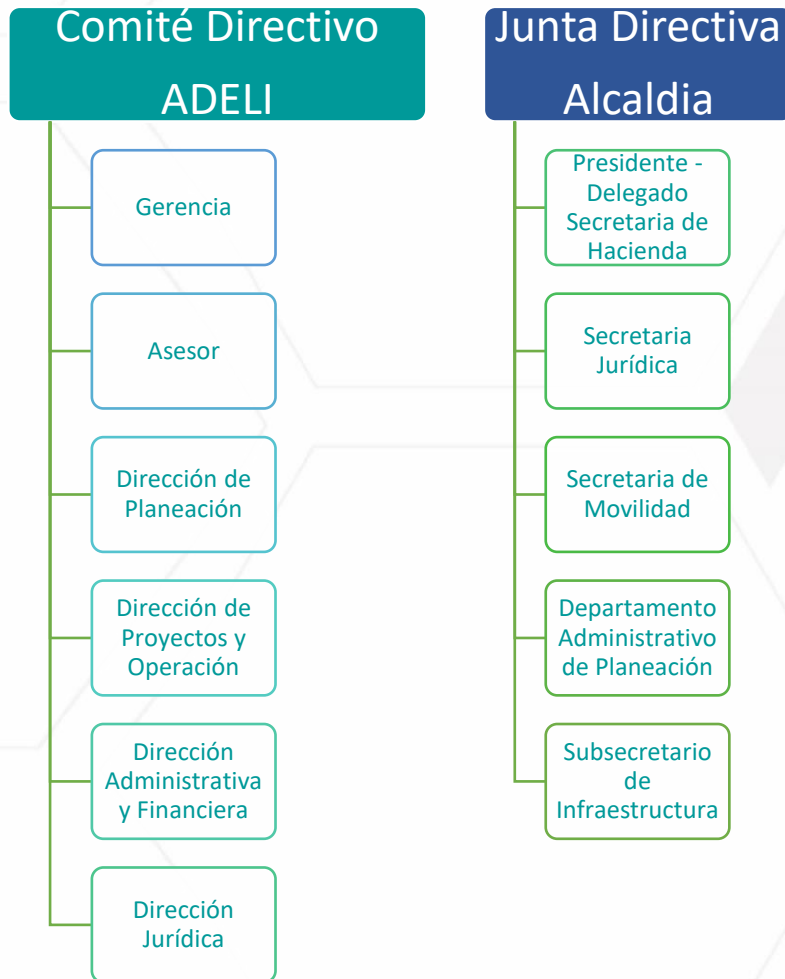 Comité Directivo
ADELI
Gerencia
Asesor
Dirección de
Planeación
Dirección de
Proyectos y
Operación
Dirección
Administrativa
y Financiera
Dirección
Jurídica
Junta Directiva
Alcaldia
Presidente -
Delegado
Secretaria de
Hacienda
Secretaria
Jurídica
Secretaria de
Movilidad
Departamento
Administrativo
de Planeación
Subsecretario
de
Infraestructura